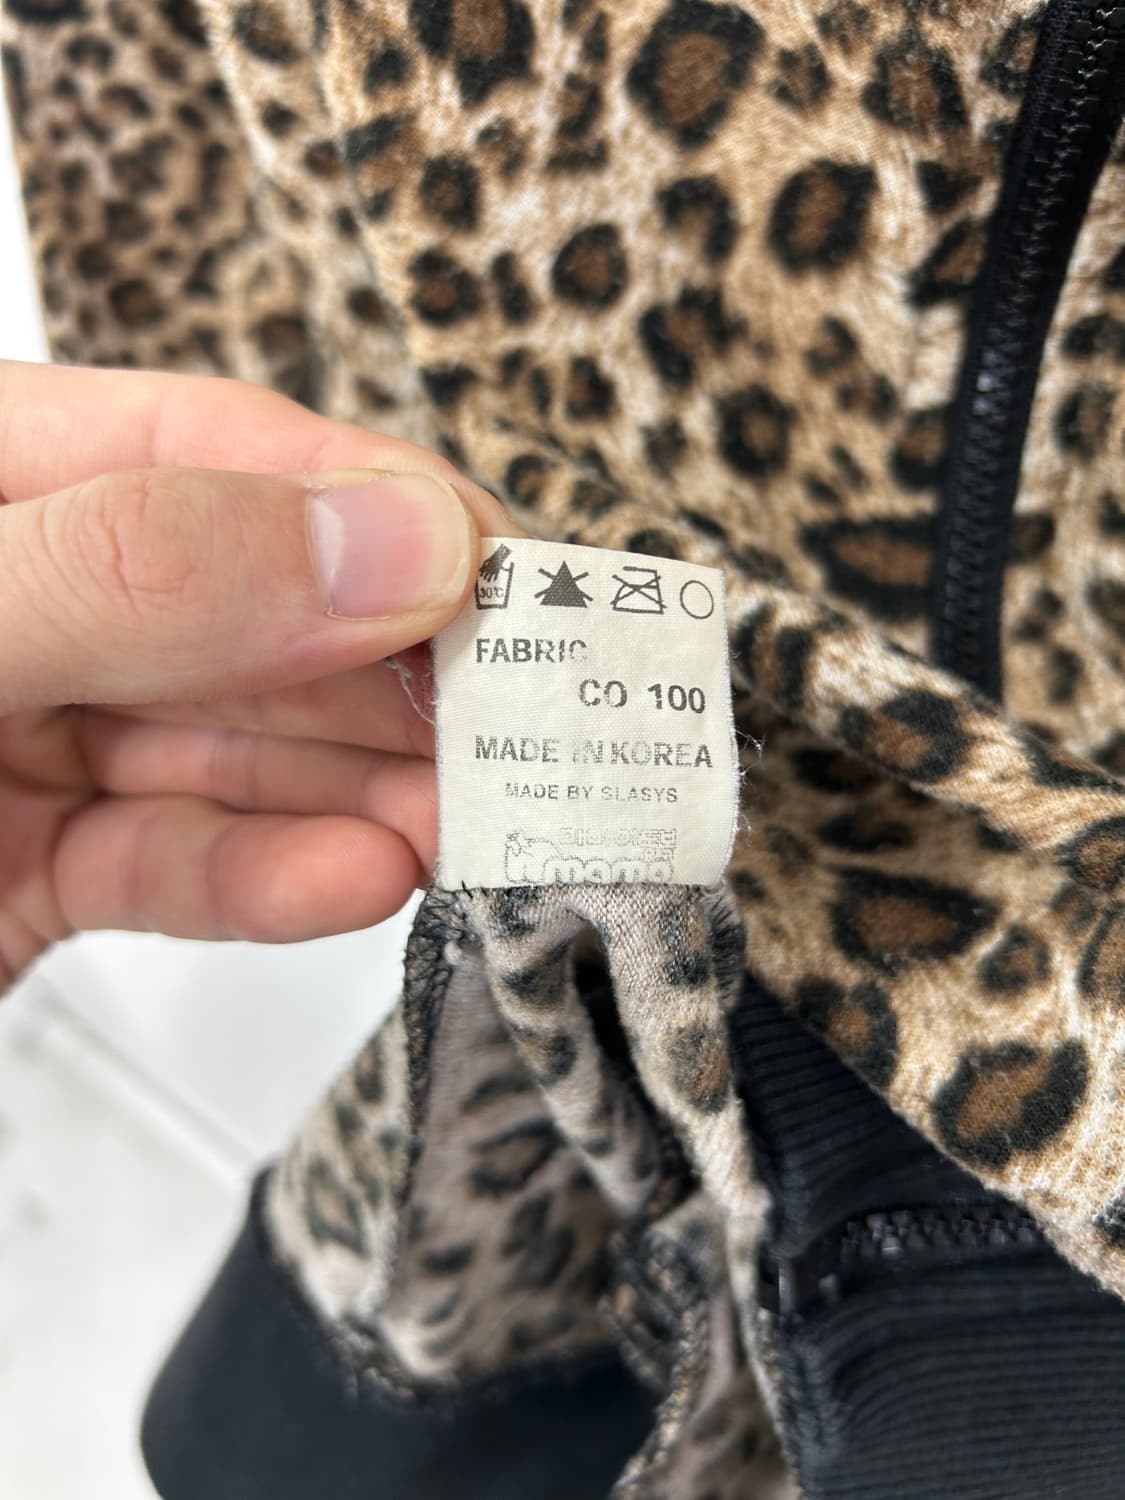 30°C
FABRIC
CO 100
MADE IN KOREA
MADE BY SLASYS
momo